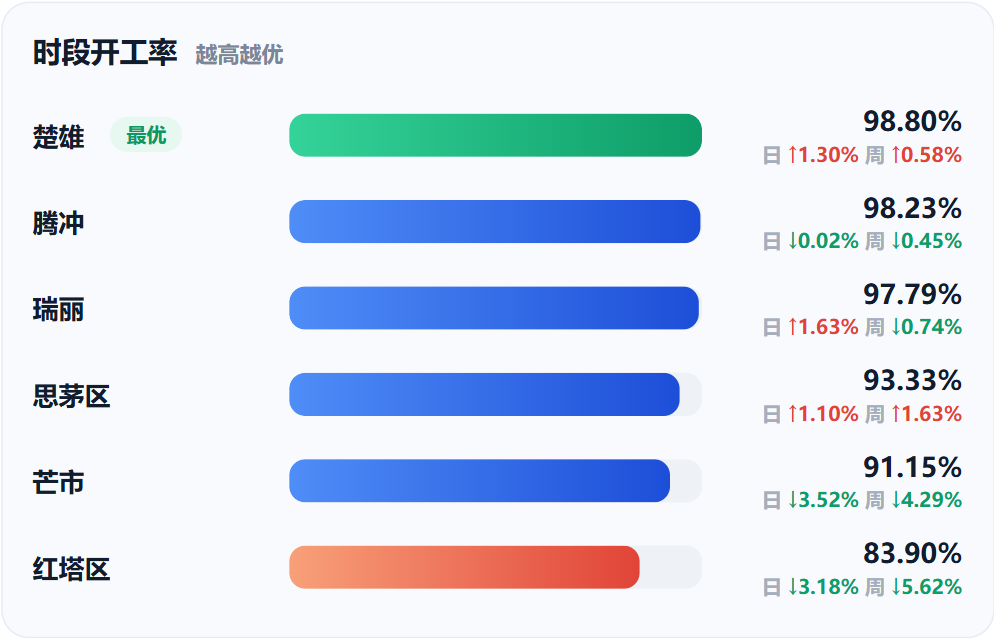 时段开工率 越高越优
楚雄 最优 98.80%
日 ↑1.30% 周 ↑0.58%
腾冲 98.23%
日 ↓0.02% 周 ↓0.45%
瑞丽 97.79%
日 ↑1.63% 周 ↓0.74%
思茅区 93.33%
日 ↑1.10% 周 ↑1.63%
芒市 91.15%
日 ↓3.52% 周 ↓4.29%
红塔区 83.90%
日 ↓3.18% 周 ↓5.62%